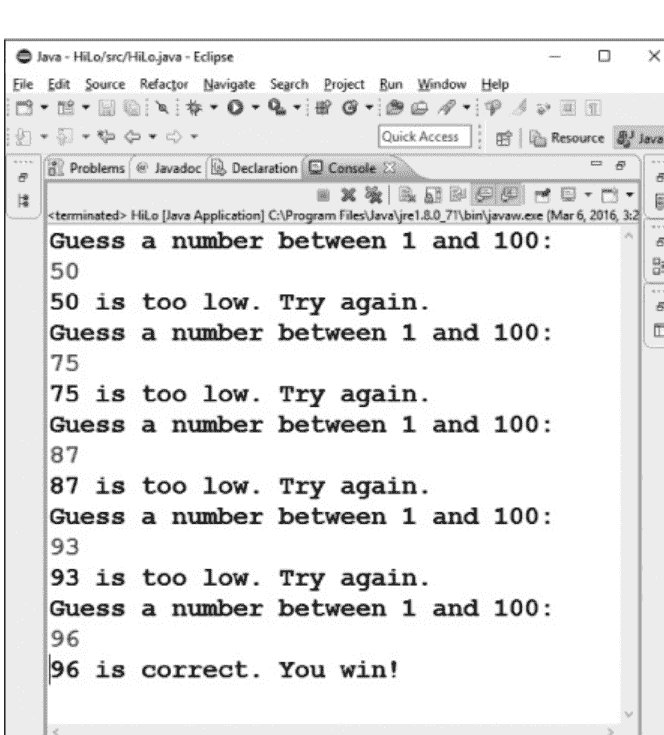 Java - HiLo/src/HiLo.java - Eclipse
File Edit Source Refactor Navigate Search Project Run Window Help
Quick Access Resource Java
Problems Javadoc Declaration Console
<terminated> HiLo [Java Application] C:\Program Files\Java\jre1.8.0_71\bin\javaw.exe (Mar 6, 2016, 3:2
Guess a number between 1 and 100:
50
50 is too low. Try again.
Guess a number between 1 and 100:
75
75 is too low. Try again.
Guess a number between 1 and 100:
87
87 is too low. Try again.
Guess a number between 1 and 100:
93
93 is too low. Try again.
Guess a number between 1 and 100:
96
96 is correct. You win!